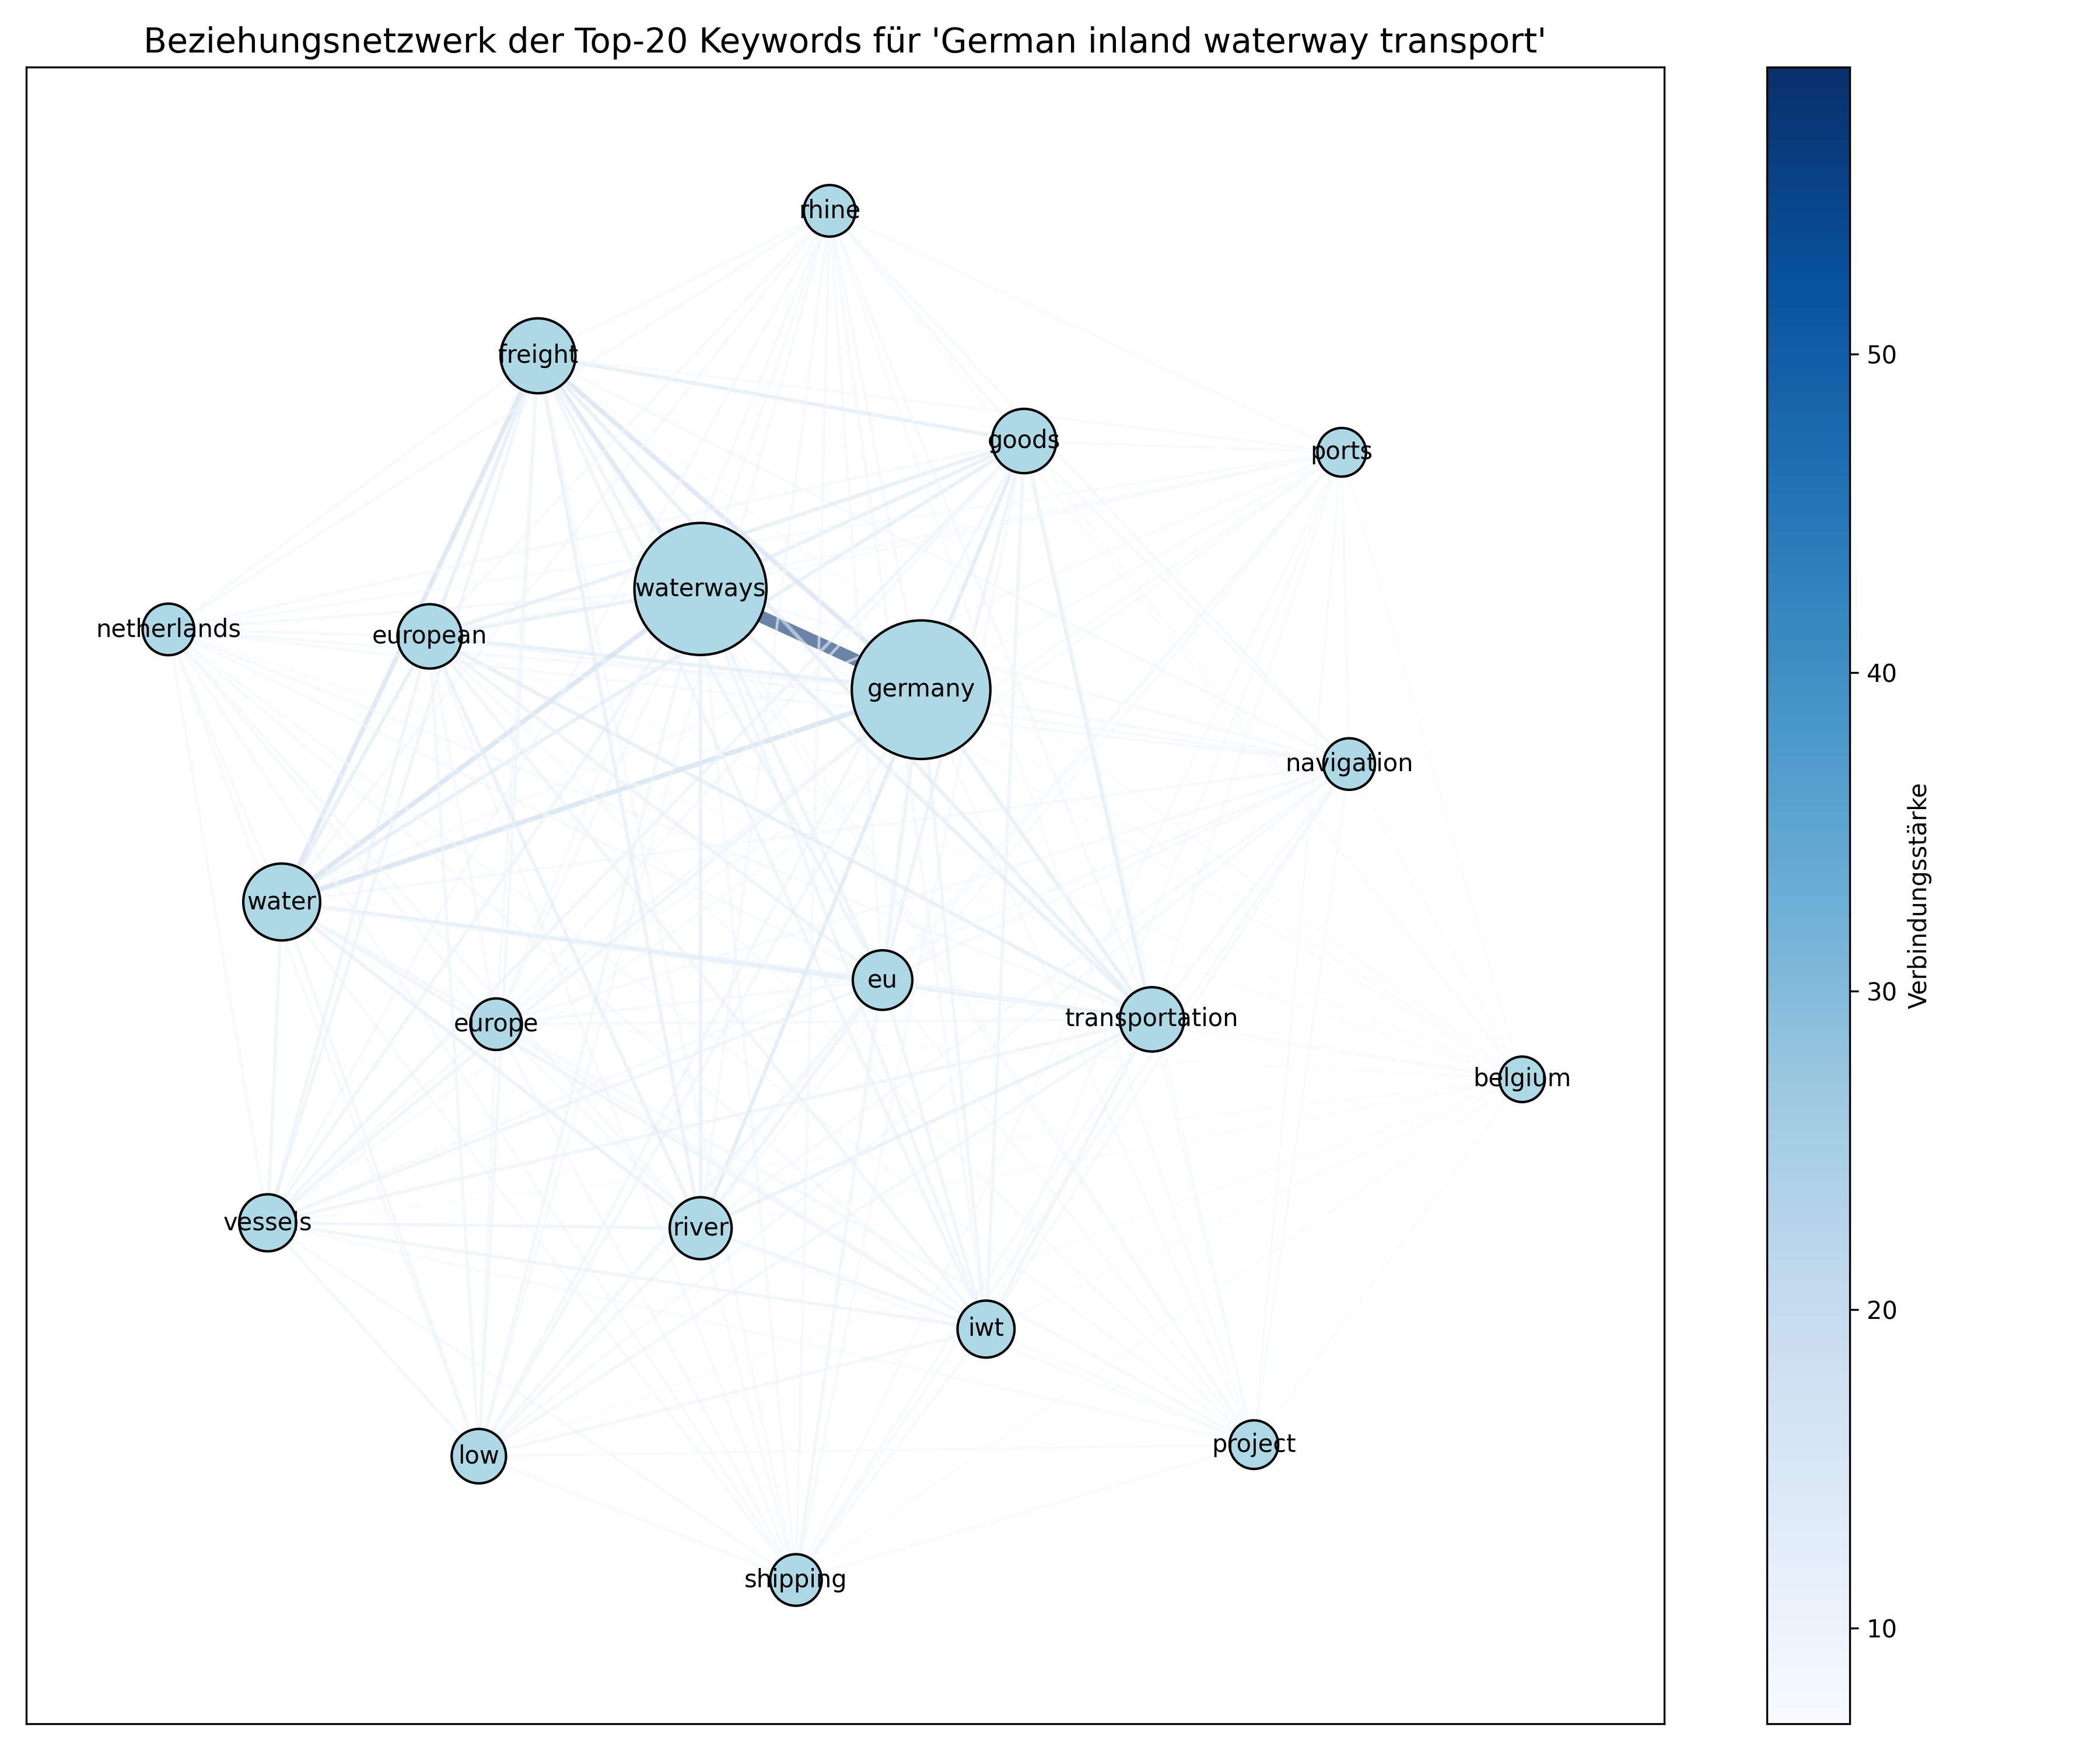 Beziehungsnetzwerk der Top-20 Keywords für 'German inland waterway transport'
rhine
freight
goods
ports
waterways
netherlands
european
germany
navigation
water
eu
transportation
europe
belgium
vessels
river
iwt
low
project
shipping
50
40
30
20
10
Verbindungsstärke